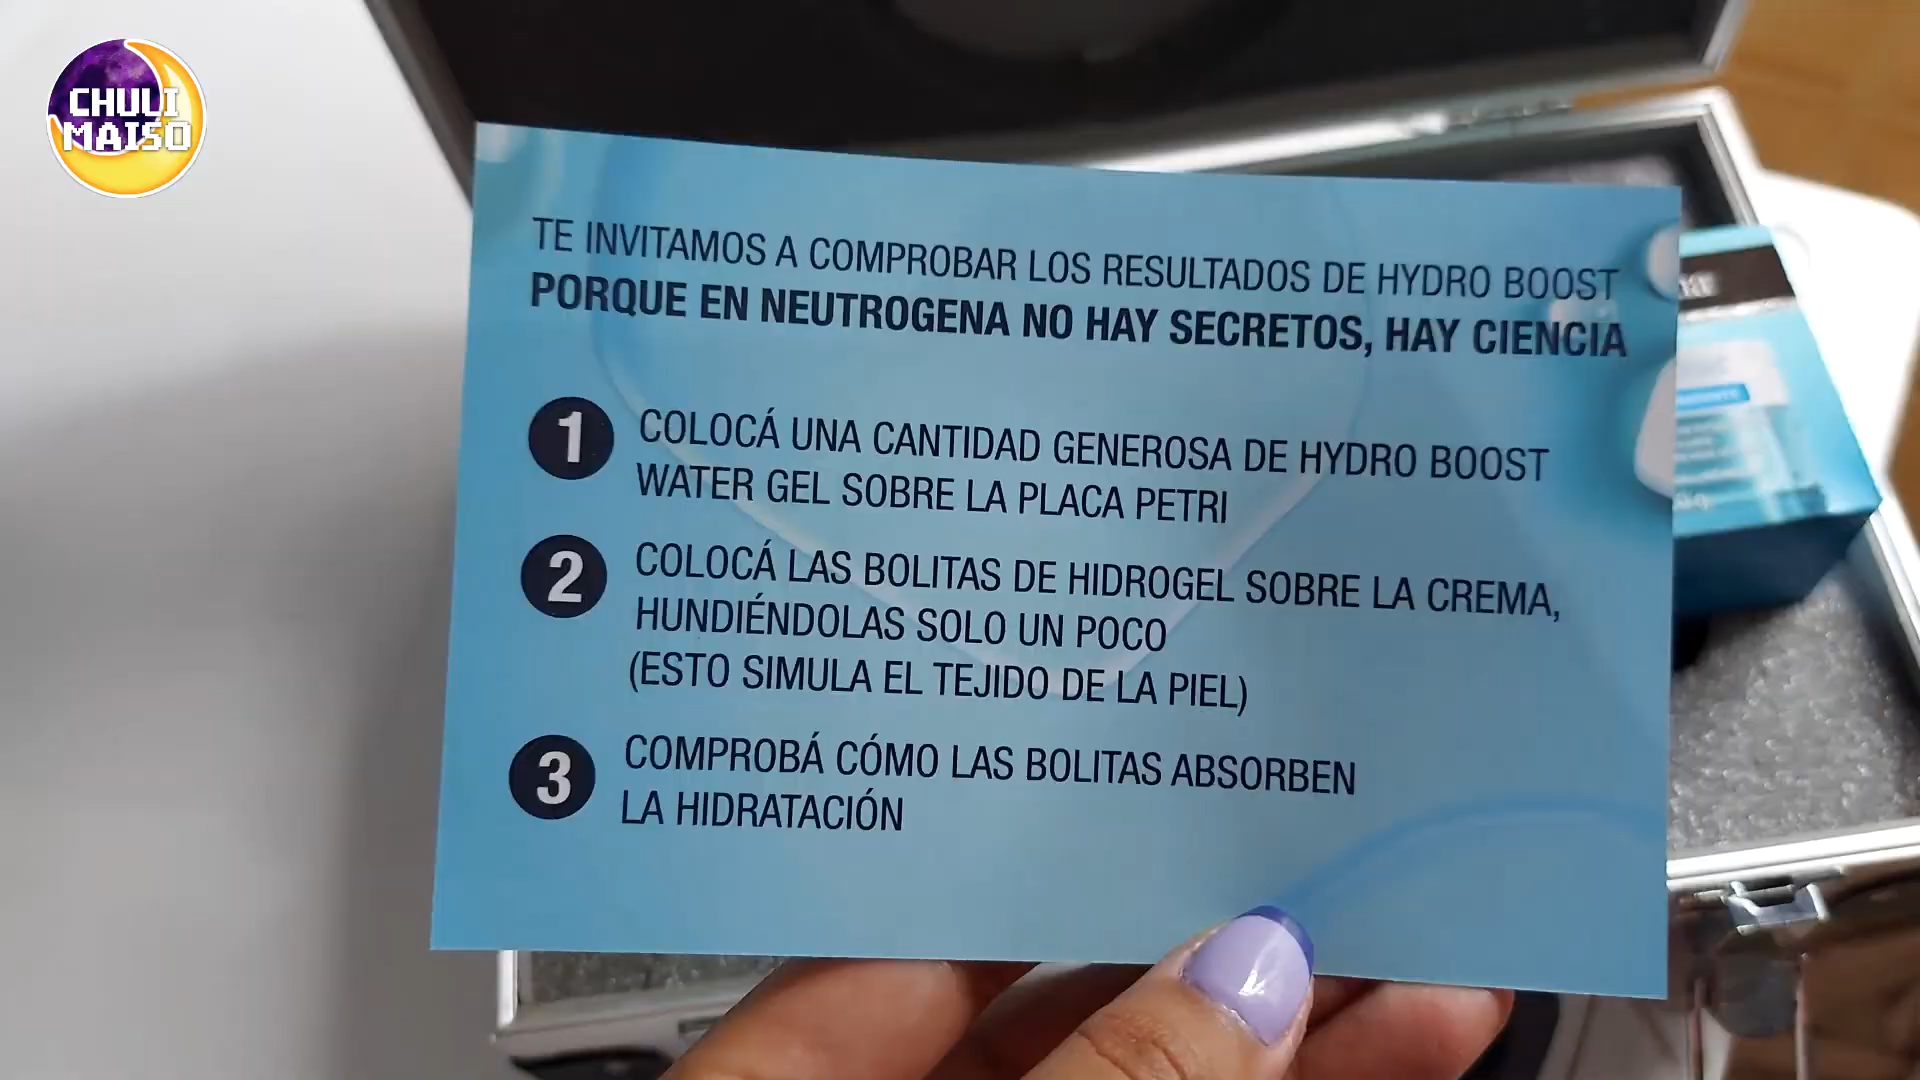 CHULI
MAISO
TE INVITAMOS A COMPROBAR LOS RESULTADOS DE HYDRO BOOST
PORQUE EN NEUTROGENA NO HAY SECRETOS, HAY CIENCIA
1 COLOCÁ UNA CANTIDAD GENEROSA DE HYDRO BOOST
WATER GEL SOBRE LA PLACA PETRI
2 COLOCÁ LAS BOLITAS DE HIDROGEL SOBRE LA CREMA,
HUNDIÉNDOLAS SOLO UN POCO
(ESTO SIMULA EL TEJIDO DE LA PIEL)
3 COMPROBÁ CÓMO LAS BOLITAS ABSORBEN
LA HIDRATACIÓN